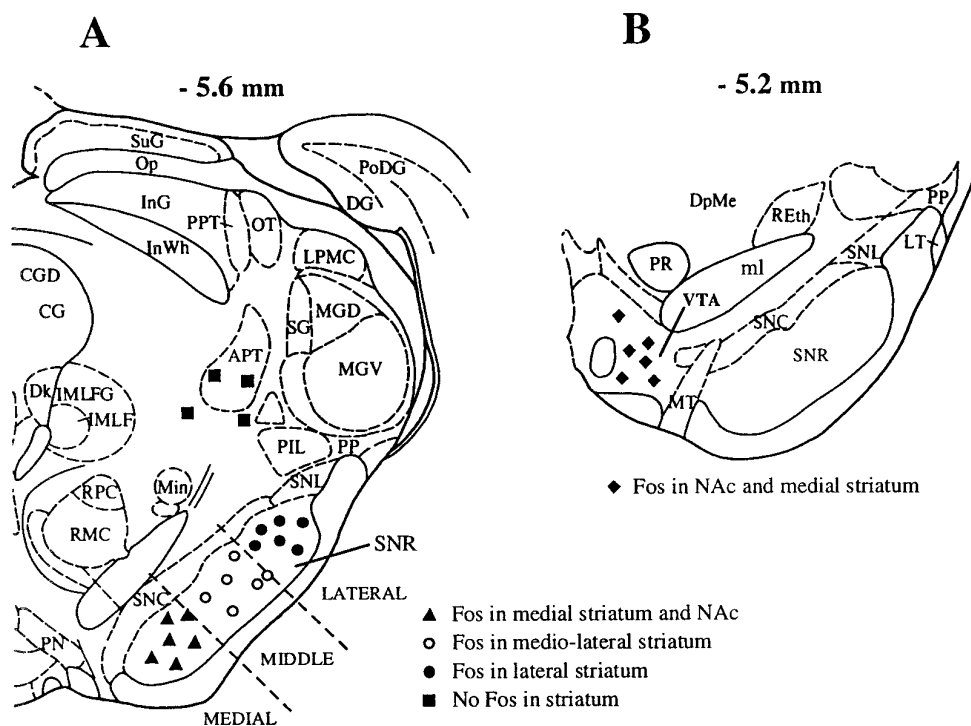 A
- 5.6 mm
SuG
Op
InG
InWh
PPT
OT
PoDG
DG
LPMC
CGD
CG
SG
MGD
MGV
APT
Dk
IMLFG
IMLF
PIL
PP
SNL
RPC
RMC
Min
SNR
SNC
PN
LATERAL
MIDDLE
MEDIAL
B
- 5.2 mm
DpMe
REth
PP
PR
ml
SNL
LT
VTA
SNC
SNR
MT
◆ Fos in NAc and medial striatum
▲ Fos in medial striatum and NAc
○ Fos in medio-lateral striatum
● Fos in lateral striatum
■ No Fos in striatum